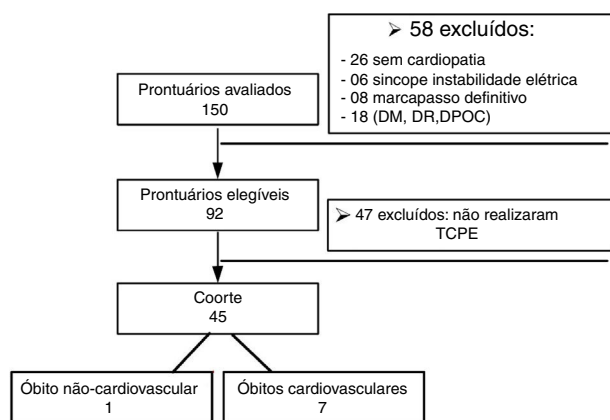 ➢ 58 excluídos:
- 26 sem cardiopatia
- 06 sincope instabilidade elétrica
- 08 marcapasso definitivo
- 18 (DM, DR,DPOC)
Prontuários avaliados
150
Prontuários elegíveis
92
➢ 47 excluídos: não realizaram
TCPE
Coorte
45
Óbito não-cardiovascular
1
Óbitos cardiovasculares
7